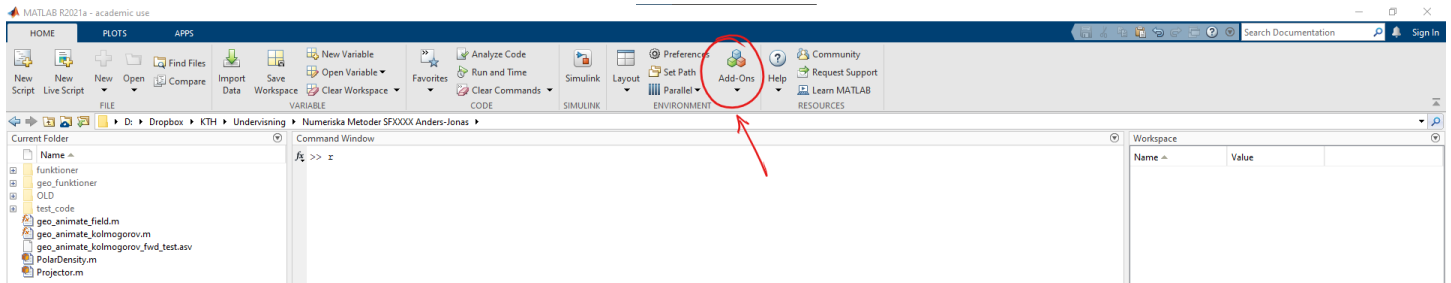 MATLAB R2021a - academic use
HOME PLOTS APPS
Search Documentation
Sign In
New Script
New Live Script
New
Open
Find Files
Compare
FILE
Import Data
Save Workspace
New Variable
Open Variable
Clear Workspace
VARIABLE
Favorites
Analyze Code
Run and Time
Clear Commands
CODE
Simulink
SIMULINK
Layout
Preferences
Set Path
Parallel
Add-Ons
ENVIRONMENT
Help
Community
Request Support
Learn MATLAB
RESOURCES
D: Dropbox KTH Undervisning Numeriska Metoder SFXXXX Anders-Jonas
Current Folder
Name
funktioner
geo_funktioner
OLD
test_code
geo_animate_field.m
geo_animate_kolmogorov.m
geo_animate_kolmogorov_fwd_test.asv
PolarDensity.m
Projector.m
Command Window
fx >> r
Workspace
Name Value